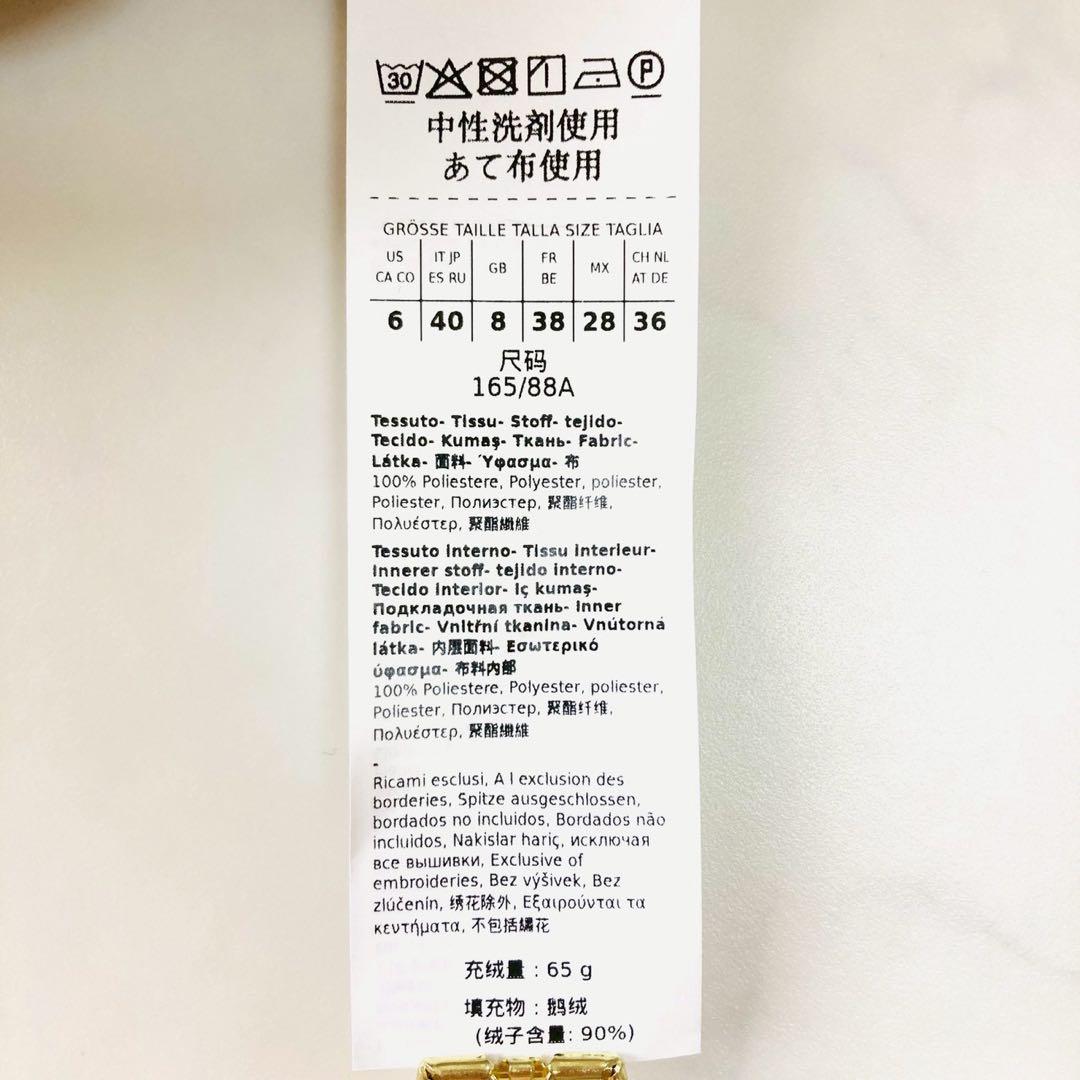 30 P
中性洗剤使用
あて布使用
GRÖSSE TAILLE TALLA SIZE TAGLIA
US CA CO IT JP ES RU GB FR BE MX CH NL AT DE
6 40 8 38 28 36
尺码
165/88A
Tessuto- Tissu- Stoff- tejido-
Tecido- Kumaş- Ткань- Fabric-
Látka- 面料- Ύφασμα- 布
100% Poliestere, Polyester, poliester,
Poliester, Полиэстер, 聚酯纤维,
Πολυέστερ, 聚酯纖維
Tessuto interno- Tissu interieur-
Innerer stoff- tejido interno-
Tecido interior- iç kumaş-
Подкладочная ткань- Inner
fabric- Vnitřní tkanina- Vnútorná
látka- 内层面料- Εσωτερικό
ύφασμα- 布料内部
100% Poliestere, Polyester, poliester,
Poliester, Полиэстер, 聚酯纤维,
Πολυέστερ, 聚酯纖維
-
Ricami esclusi, A l exclusion des
borderies, Spitze ausgeschlossen,
bordados no incluidos, Bordados não
incluidos, Nakislar hariç, исключая
все вышивки, Exclusive of
embroideries, Bez výšivek, Bez
zlúčenín, 绣花除外, Εξαιρούνται τα
κεντήματα, 不包括繡花
充绒量 : 65 g
填充物 : 鹅绒
(绒子含量: 90%)